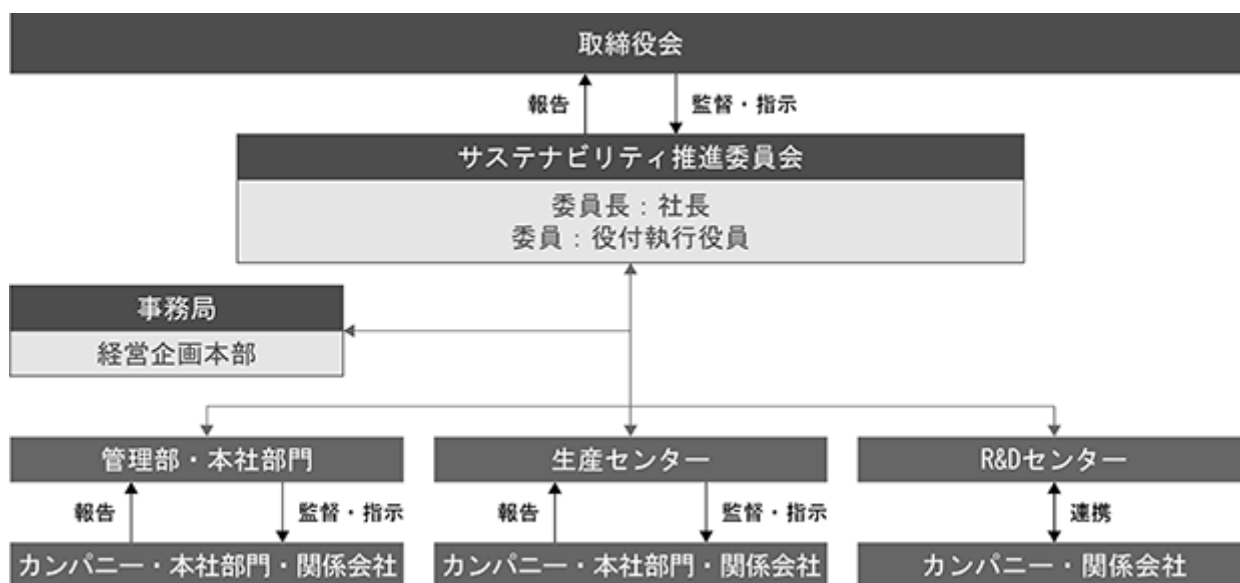 取締役会
報告
監督・指示
サステナビリティ推進委員会
委員長：社長
委員：役付執行役員
事務局
経営企画本部
管理部・本社部門
生産センター
R&Dセンター
報告
監督・指示
報告
監督・指示
連携
カンパニー・本社部門・関係会社
カンパニー・本社部門・関係会社
カンパニー・関係会社